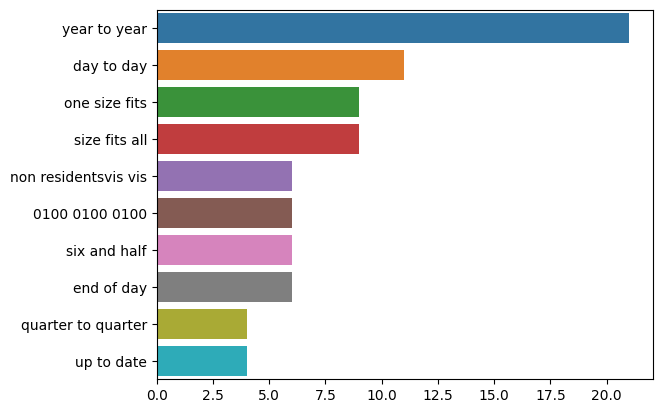 year to year
day to day
one size fits
size fits all
non residentsvis vis
0100 0100 0100
six and half
end of day
quarter to quarter
up to date
0.0 2.5 5.0 7.5 10.0 12.5 15.0 17.5 20.0